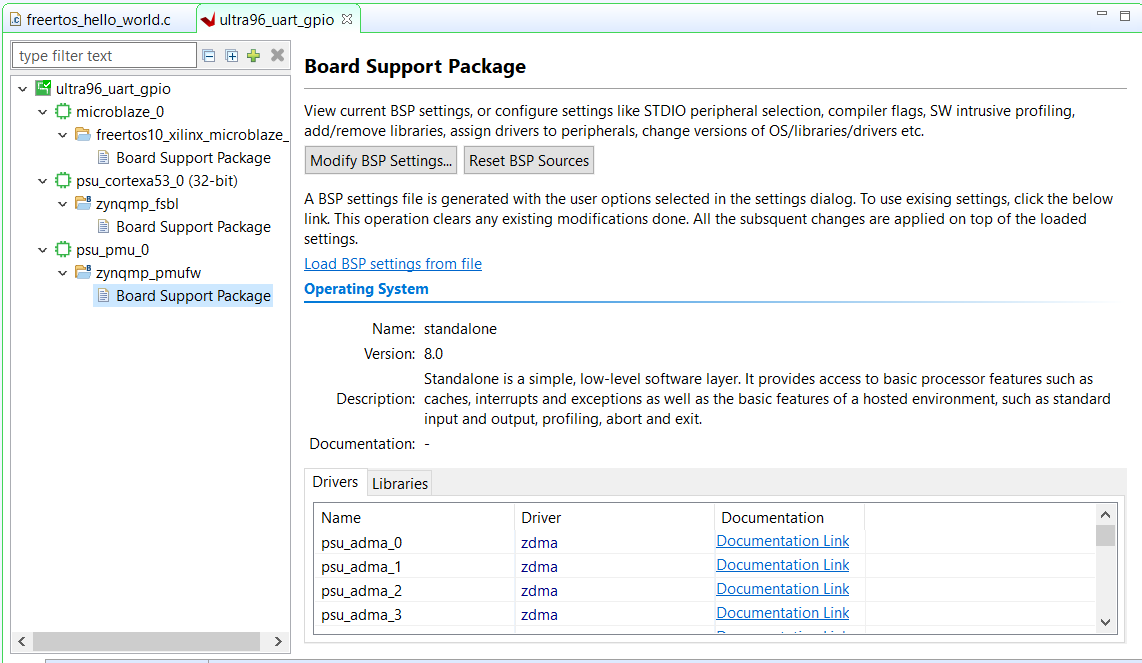 freertos_hello_world.c
ultra96_uart_gpio
type filter text
ultra96_uart_gpio
microblaze_0
freertos10_xilinx_microblaze_
Board Support Package
psu_cortexa53_0 (32-bit)
zynqmp_fsbl
Board Support Package
psu_pmu_0
zynqmp_pmufw
Board Support Package
Board Support Package
View current BSP settings, or configure settings like STDIO peripheral selection, compiler flags, SW intrusive profiling,
add/remove libraries, assign drivers to peripherals, change versions of OS/libraries/drivers etc.
Modify BSP Settings... Reset BSP Sources
A BSP settings file is generated with the user options selected in the settings dialog. To use exising settings, click the below
link. This operation clears any existing modifications done. All the subsquent changes are applied on top of the loaded
settings.
Load BSP settings from file
Operating System
Name: standalone
Version: 8.0
Standalone is a simple, low-level software layer. It provides access to basic processor features such as
Description: caches, interrupts and exceptions as well as the basic features of a hosted environment, such as standard
input and output, profiling, abort and exit.
Documentation: -
Drivers Libraries
Name Driver Documentation
psu_adma_0 zdma Documentation Link
psu_adma_1 zdma Documentation Link
psu_adma_2 zdma Documentation Link
psu_adma_3 zdma Documentation Link